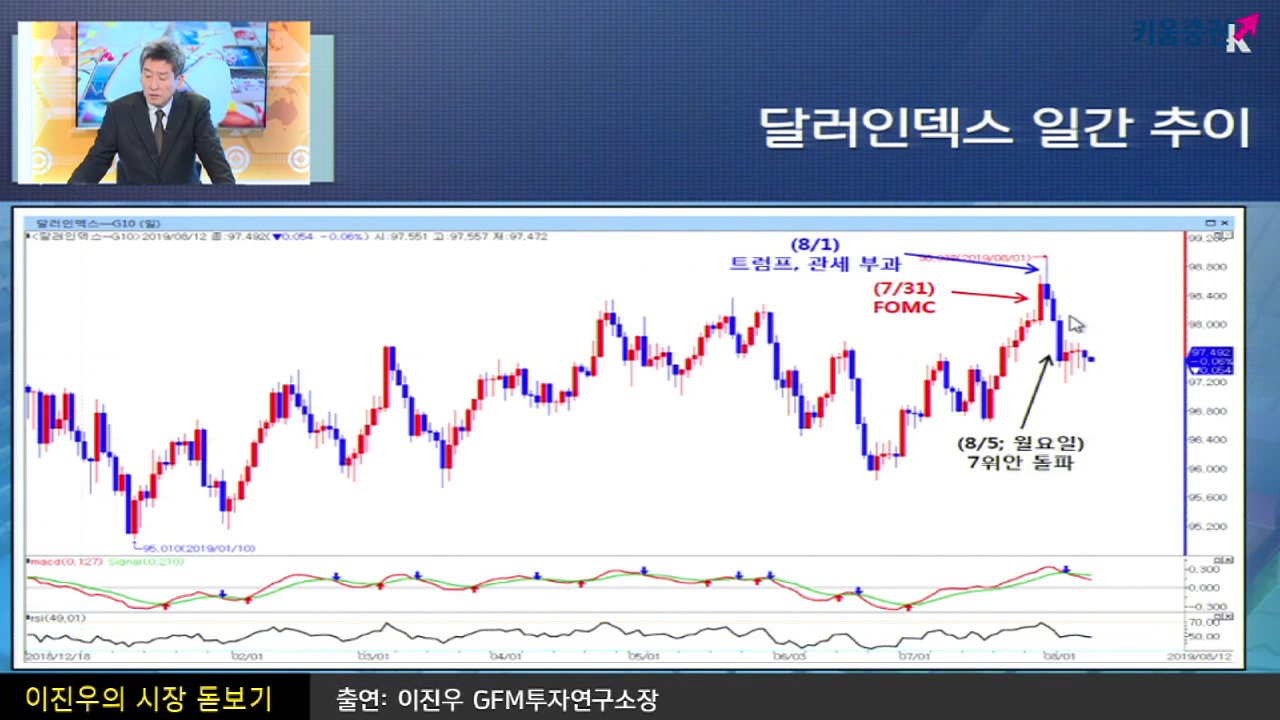 키움증권
달러인덱스 일간 추이
달러인덱스-G10 (일)
<달러인덱스-G10>2019/08/12 종:97.492(▼0.054 -0.06%) 시:97.551 고:97.557 저:97.472
(8/1)
트럼프, 관세 부과
(7/31)
FOMC
(8/5; 월요일)
7위안 돌파
95.010(2019/01/10)
98.800
98.400
98.000
97.492
-0.06%
▼0.054
97.200
96.800
96.400
96.000
95.600
95.200
macd(0,127) Signal(0,210)
0.300
0.000
-0.300
rsi(49,01)
70.00
50.00
2018/12/18 02/01 03/01 04/01 05/01 06/03 07/01 08/01 2019/08/12
이진우의 시장 돋보기
출연: 이진우 GFM투자연구소장